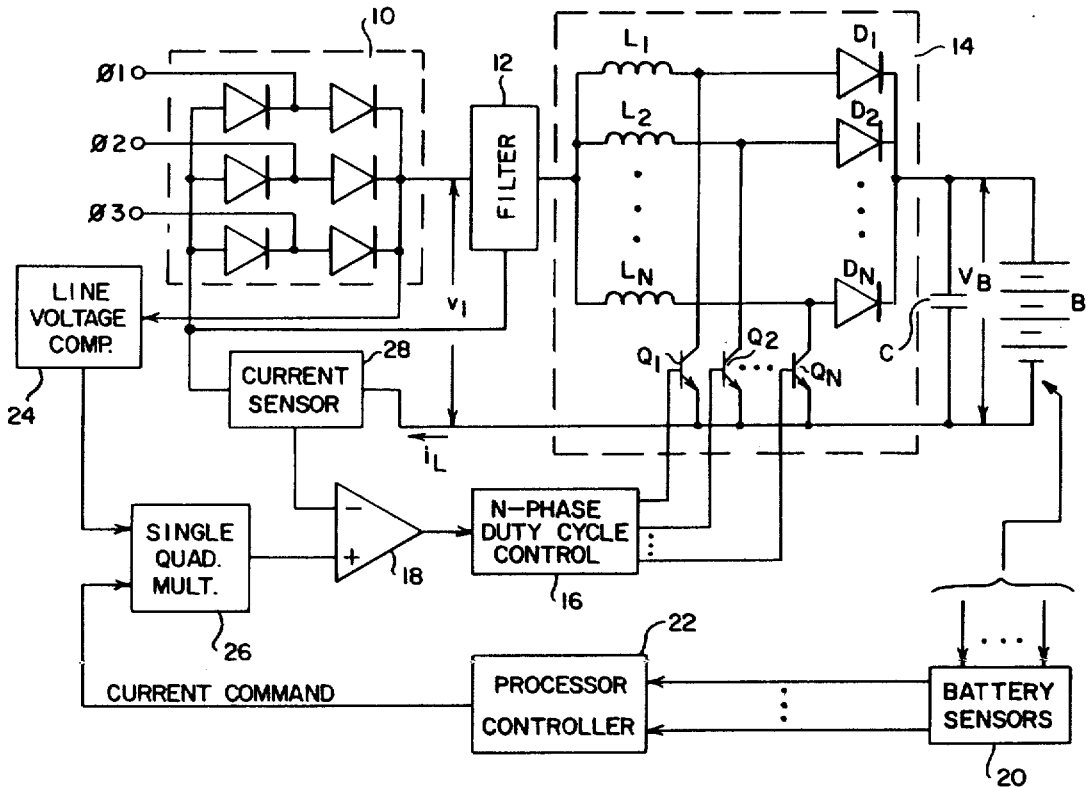 10
Ø1
Ø2
Ø3
12
FILTER
14
L1
L2
LN
D1
D2
DN
Q1
Q2
QN
v1
VB
B
C
LINE
VOLTAGE
COMP.
24
28
CURRENT
SENSOR
iL
SINGLE
QUAD.
MULT.
26
−
+
18
N-PHASE
DUTY CYCLE
CONTROL
16
22
PROCESSOR
CONTROLLER
CURRENT COMMAND
BATTERY
SENSORS
20